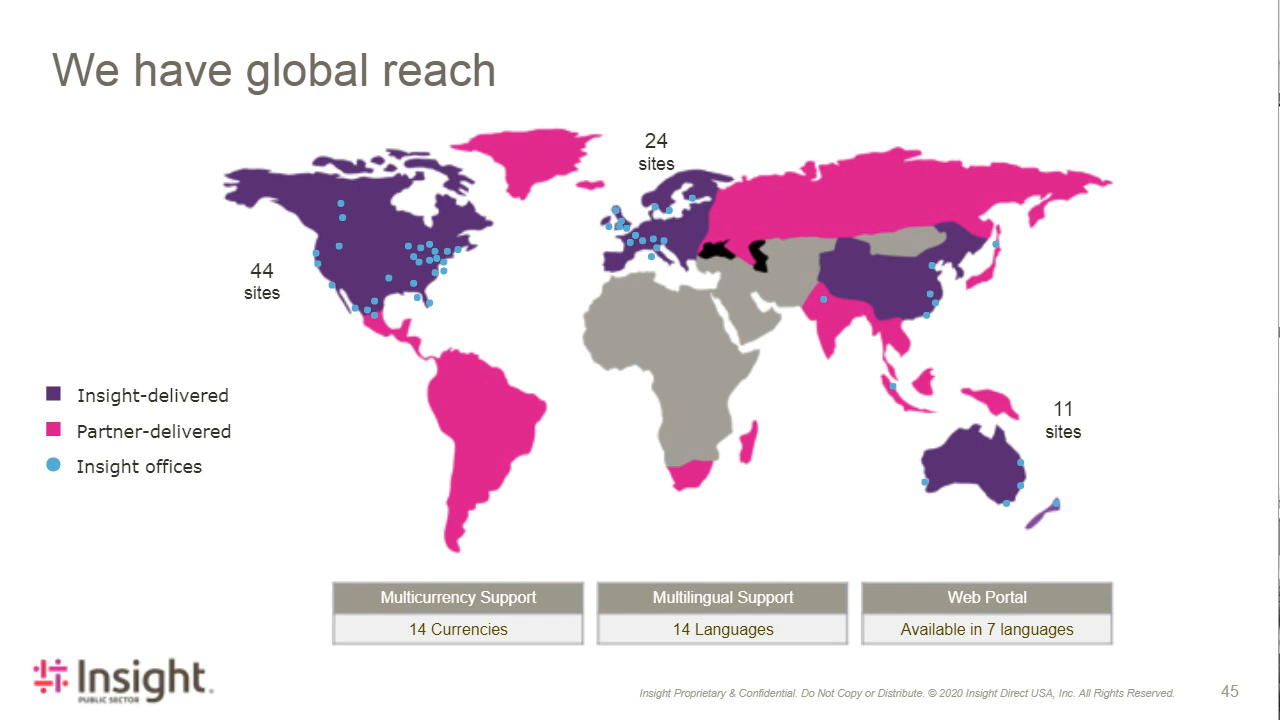 We have global reach
24
sites
44
sites
Insight-delivered
Partner-delivered
Insight offices
11
sites
Multicurrency Support
14 Currencies
Multilingual Support
14 Languages
Web Portal
Available in 7 languages
Insight.
PUBLIC SECTOR
Insight Proprietary & Confidential Copy or Distribute. © 2020 Insight Direct USA, Inc. All Rights Reserved.
45